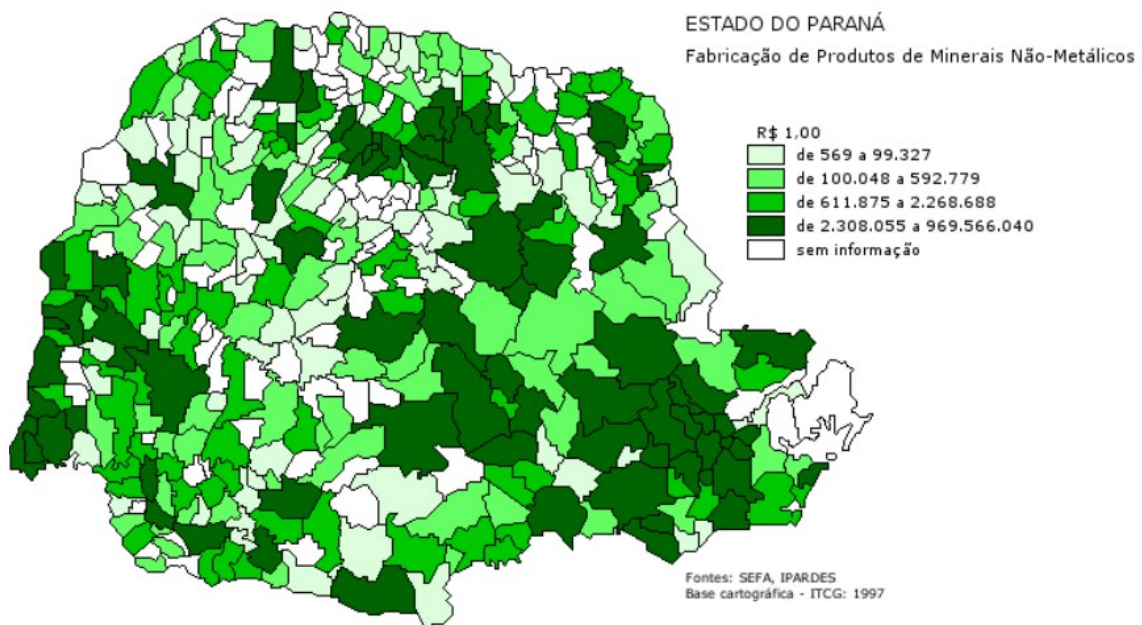 ESTADO DO PARANÁ
Fabricação de Produtos de Minerais Não-Metálicos
R$ 1,00
de 569 a 99.327
de 100.048 a 592.779
de 611.875 a 2.268.688
de 2.308.055 a 969.566.040
sem informação
Fontes: SEFA, IPARDES
Base cartográfica - ITCG: 1997